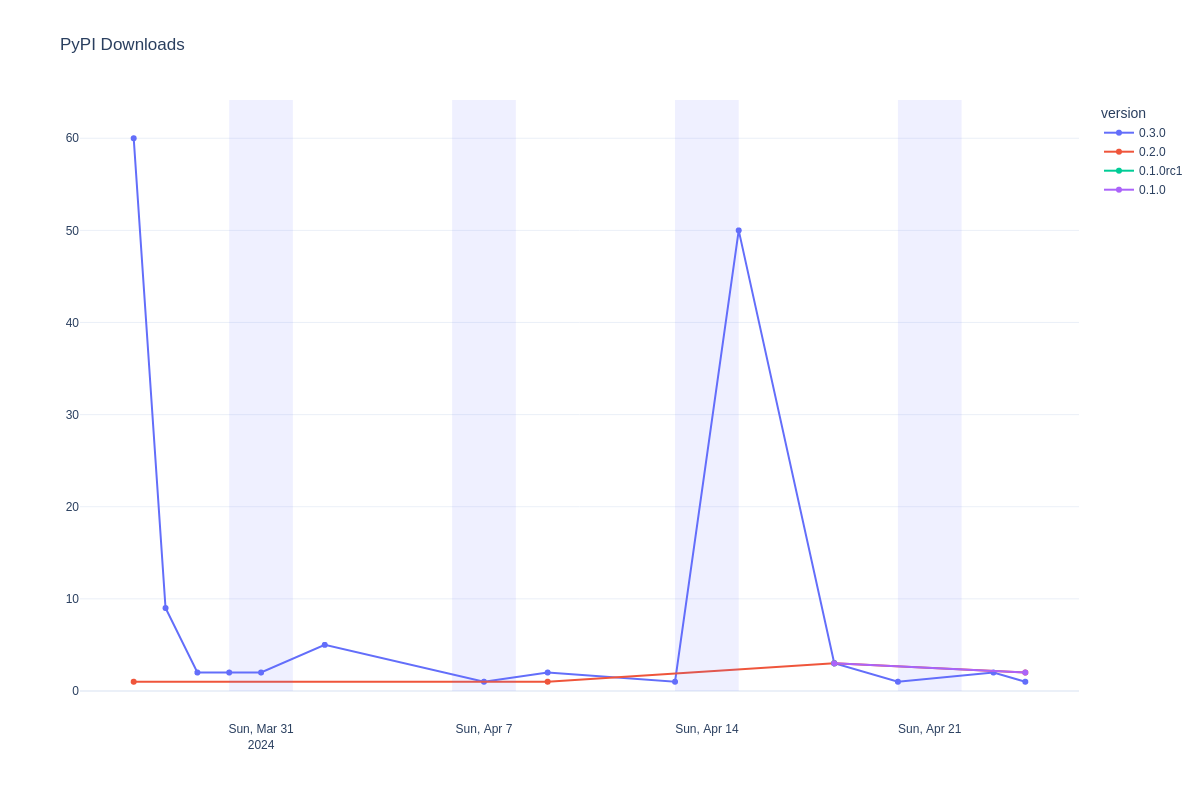 PyPI Downloads
60
50
40
30
20
10
0
Sun, Mar 31
2024
Sun, Apr 7
Sun, Apr 14
Sun, Apr 21
version
0.3.0
0.2.0
0.1.0rc1
0.1.0